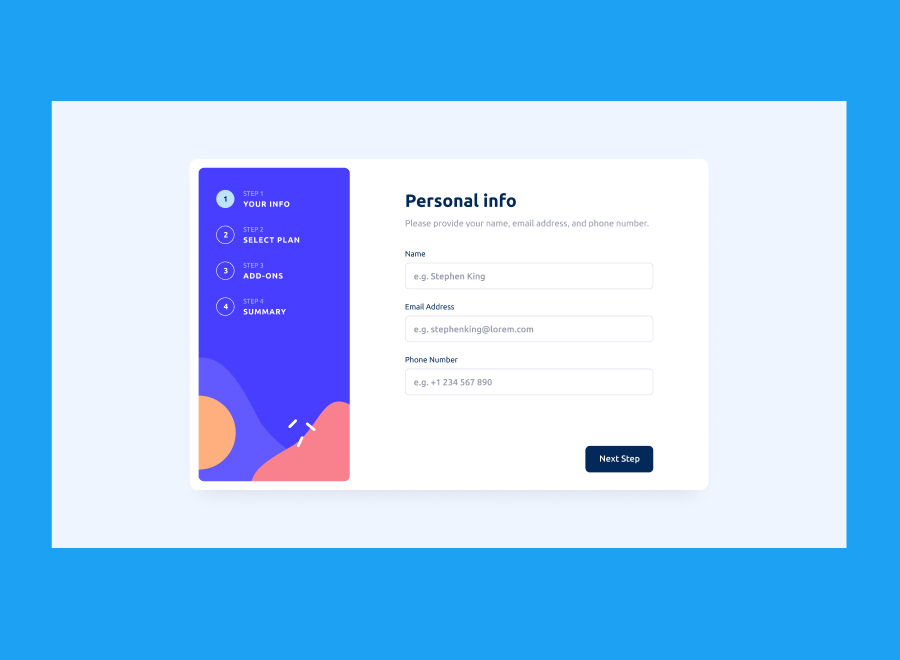 1
STEP 1
YOUR INFO
2
STEP 2
SELECT PLAN
3
STEP 3
ADD-ONS
4
STEP 4
SUMMARY
Personal info
Please provide your name, email address, and phone number.
Name
e.g. Stephen King
Email Address
e.g. stephenking@lorem.com
Phone Number
e.g. +1 234 567 890
Next Step